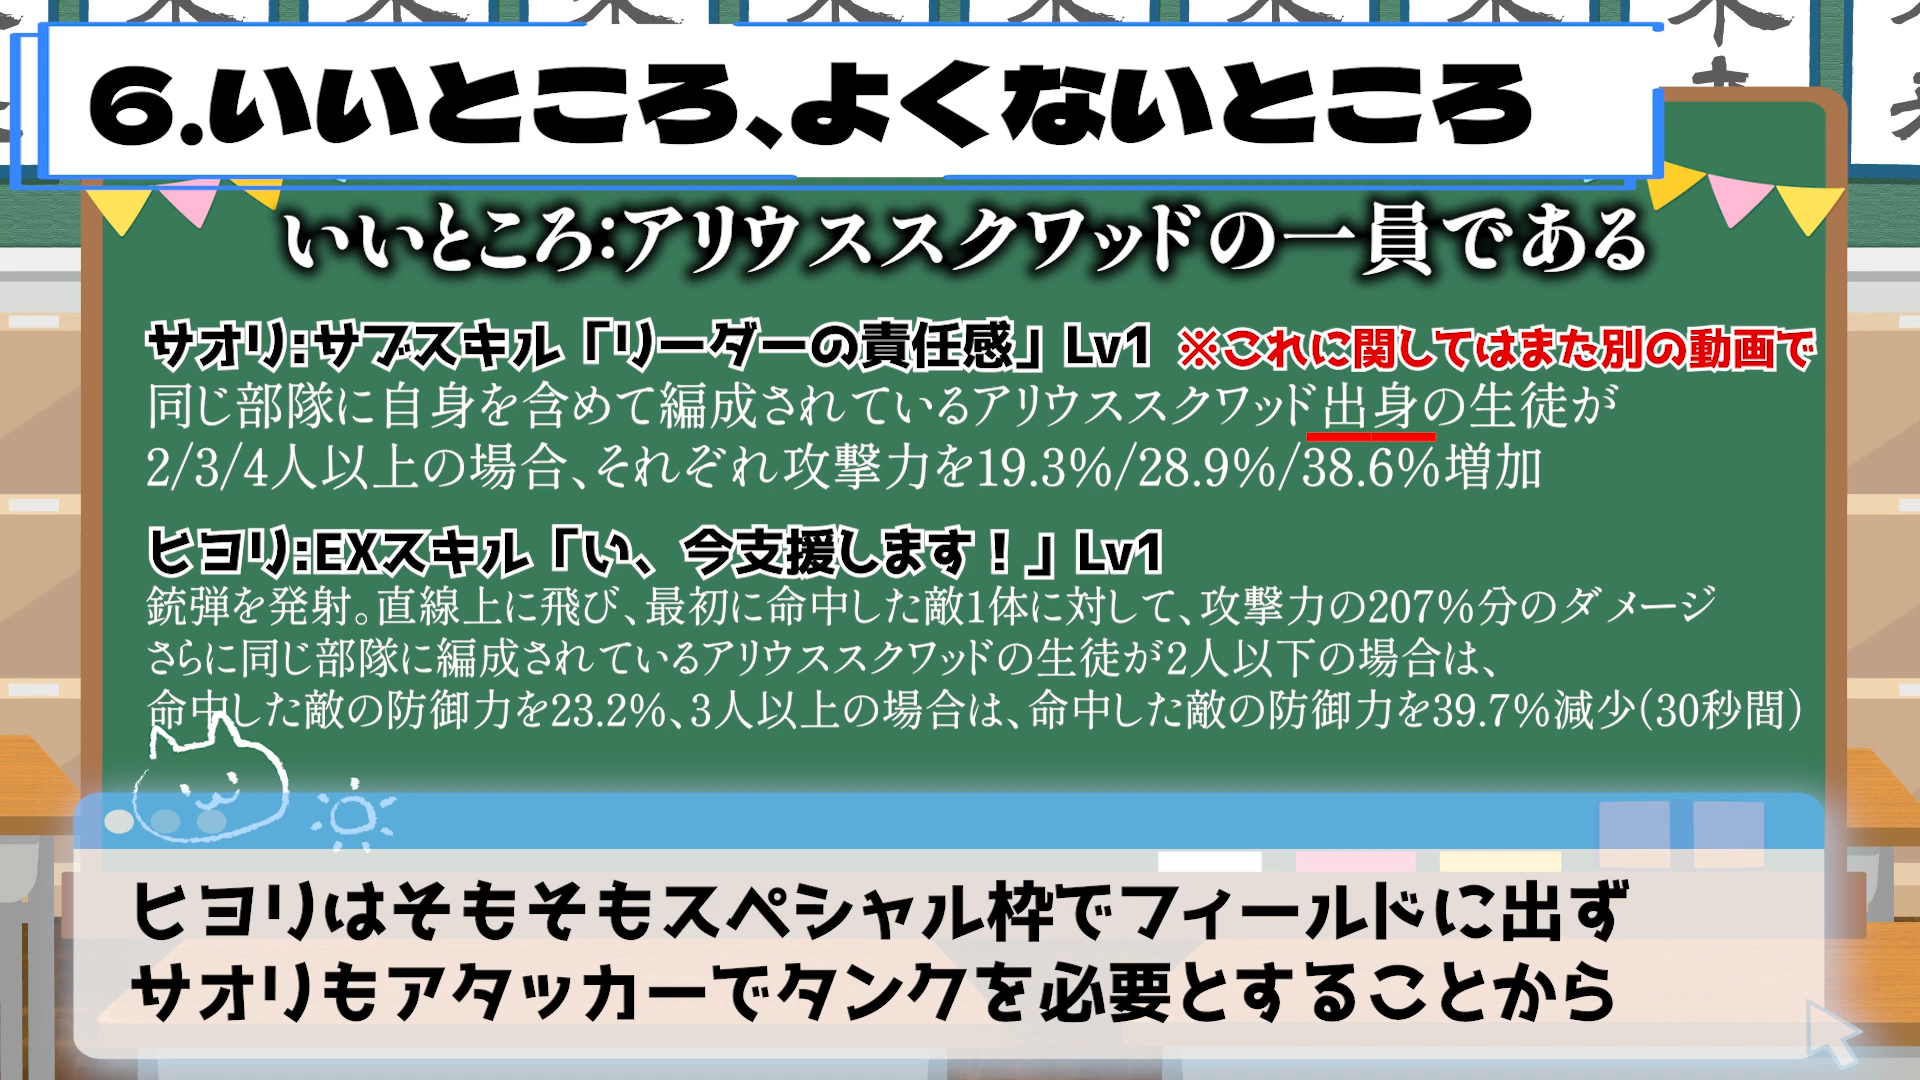 6.いいところ、よくないところ
いいところ:アリウススクワッドの一員である
サオリ:サブスキル「リーダーの責任感」Lv1 ※これに関してはまた別の動画で
同じ部隊に自身を含めて編成されているアリウススクワッド出身の生徒が
2/3/4人以上の場合、それぞれ攻撃力を19.3%/28.9%/38.6%増加
ヒヨリ:EXスキル「い、今支援します！」Lv1
銃弾を発射。直線上に飛び、最初に命中した敵1体に対して、攻撃力の207%分のダメージ
さらに同じ部隊に編成されているアリウススクワッドの生徒が2人以下の場合は、
命中した敵の防御力を23.2%、3人以上の場合は、命中した敵の防御力を39.7%減少(30秒間)
ヒヨリはそもそもスペシャル枠でフィールドに出ず
サオリもアタッカーでタンクを必要とすることから